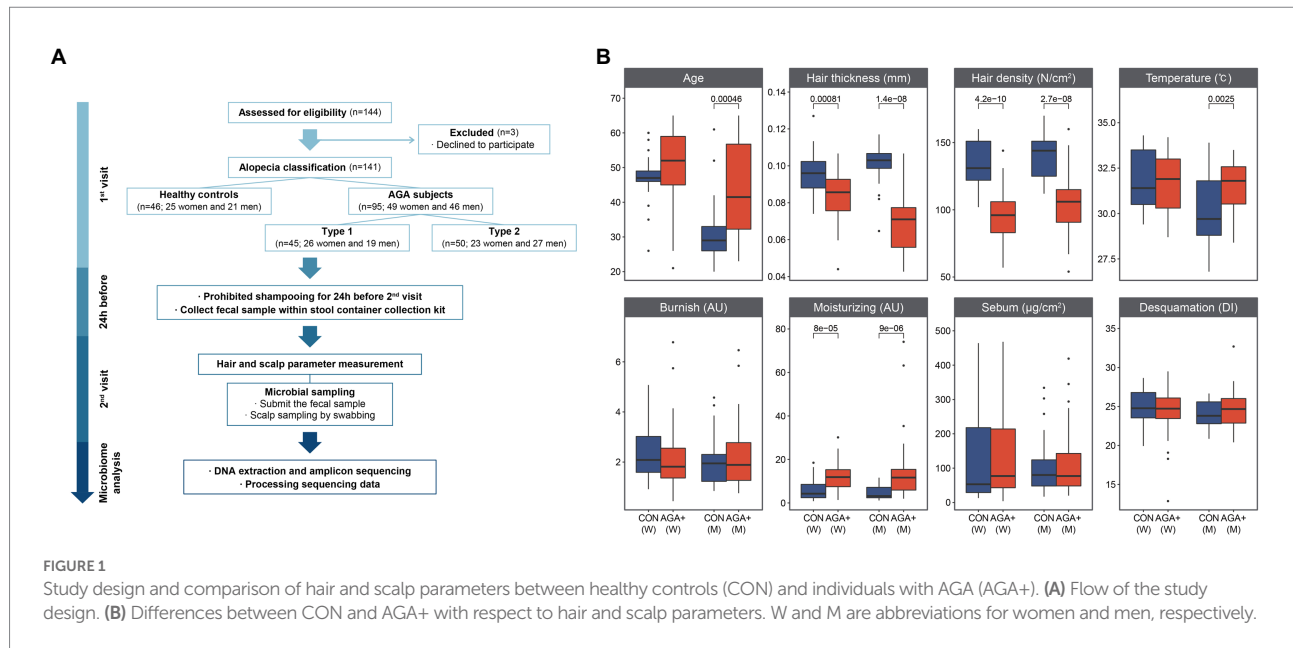 A
1st visit
24h before
2nd visit
Microbiome
analysis
Assessed for eligibility (n=144)
Excluded (n=3)
· Declined to participate
Alopecia classification (n=141)
Healthy controls
(n=46; 25 women and 21 men)
AGA subjects
(n=95; 49 women and 46 men)
Type 1
(n=45; 26 women and 19 men)
Type 2
(n=50; 23 women and 27 men)
· Prohibited shampooing for 24h before 2nd visit
· Collect fecal sample within stool container collection kit
Hair and scalp parameter measurement
Microbial sampling
· Submit the fecal sample
· Scalp sampling by swabbing
· DNA extraction and amplicon sequencing
· Processing sequencing data
B
Age
0.00046
70
60
50
40
30
20
Hair thickness (mm)
0.00081
1.4e−08
0.14
0.12
0.10
0.08
0.06
0.04
Hair density (N/cm²)
4.2e−10
2.7e−08
150
100
50
Temperature (℃)
0.0025
35.0
32.5
30.0
27.5
Burnish (AU)
8
6
4
2
CON
(W)
AGA+
(W)
CON
(M)
AGA+
(M)
Moisturizing (AU)
8e−05
9e−06
80
60
40
20
0
CON
(W)
AGA+
(W)
CON
(M)
AGA+
(M)
Sebum (μg/cm²)
500
400
300
200
100
0
CON
(W)
AGA+
(W)
CON
(M)
AGA+
(M)
Desquamation (DI)
35
30
25
20
15
CON
(W)
AGA+
(W)
CON
(M)
AGA+
(M)
FIGURE 1
Study design and comparison of hair and scalp parameters between healthy controls (CON) and individuals with AGA (AGA+). (A) Flow of the study
design. (B) Differences between CON and AGA+ with respect to hair and scalp parameters. W and M are abbreviations for women and men, respectively.